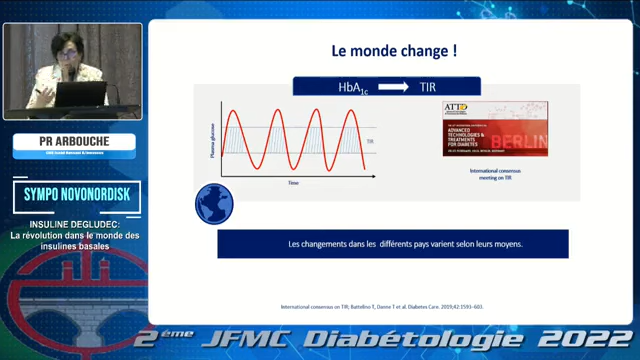 PR ARBOUCHE
SYMPO NOVONORDISK
INSULINE DEGLUDEC:
La révolution dans le monde des
insulines basales
Le monde change !
HbA1c TIR
Plasma glucose
TIR
Time
ATTD
ADVANCED
TECHNOLOGIES &
TREATMENTS
FOR DIABETES
BERLIN
International consensus
meeting on TIR
Les changements dans les différents pays varient selon leurs moyens.
International consensus on TIR, Battelino T, Danne T et al. Diabetes Care. 2019;42:1593–603.
2ème JFMC Diabétologie 2022